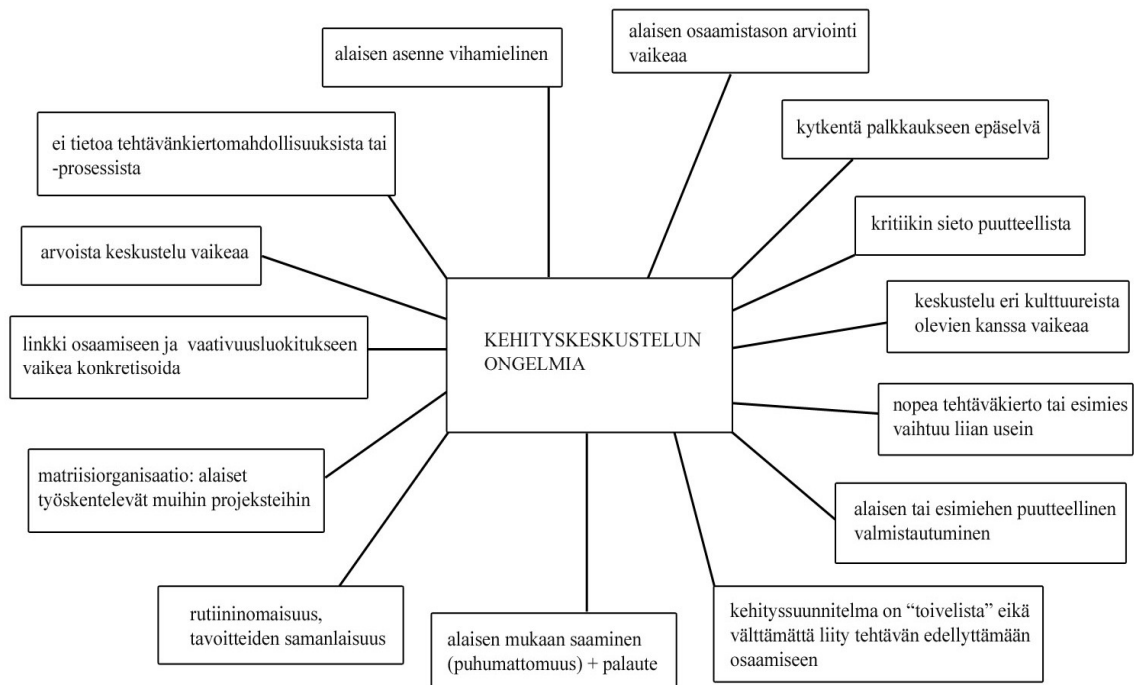 alaisen asenne vihamielinen
alaisen osaamistason arviointi
vaikeaa
ei tietoa tehtävänkiertomahdollisuuksista tai
-prosessista
kytkentä palkkaukseen epäselvä
arvoista keskustelu vaikeaa
kritiikin sieto puutteellista
KEHITYSKESKUSTELUN
ONGELMIA
keskustelu eri kulttuureista
olevien kanssa vaikeaa
linkki osaamiseen ja vaativuusluokitukseen
vaikea konkretisoida
nopea tehtäväkierto tai esimies
vaihtuu liian usein
matriisiorganisaatio: alaiset
työskentelevät muihin projekteihin
alaisen tai esimiehen puutteellinen
valmistautuminen
rutiininomaisuus,
tavoitteiden samanlaisuus
alaisen mukaan saaminen
(puhumattomuus) + palaute
kehityssuunnitelma on “toivelista” eikä
välttämättä liity tehtävän edellyttämään
osaamiseen